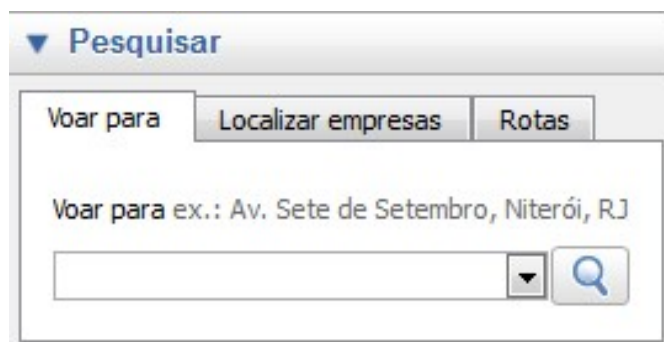 Pesquisar
Voar para Localizar empresas Rotas
Voar para ex.: Av. Sete de Setembro, Niterói, RJ